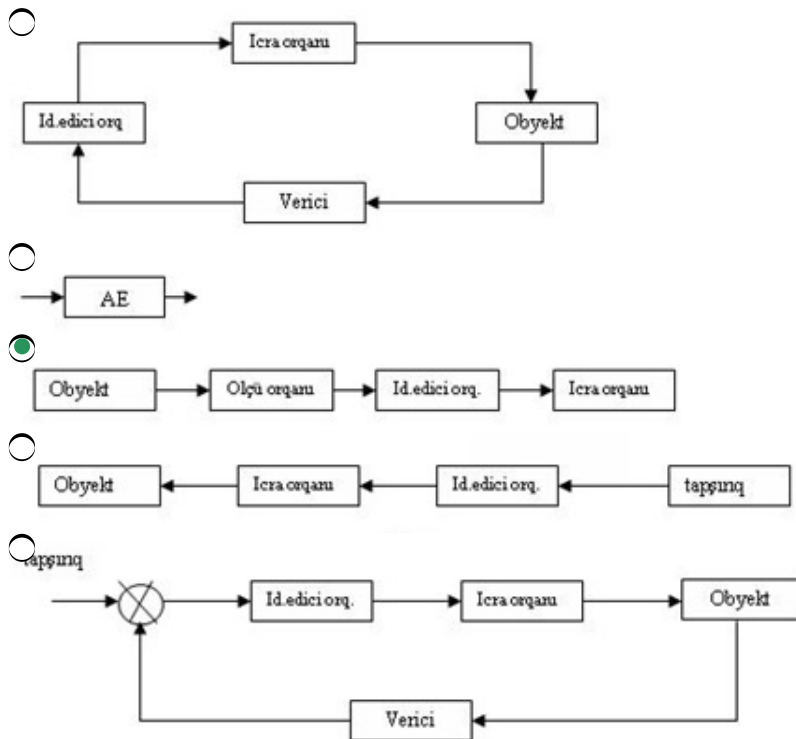 Icra orqanı
Id.edici orq
Obyekt
Verici
AE
Obyekt
Olçü orqanı
Id.edici orq.
Icra orqanı
Obyekt
Icra orqanı
Id.edici orq.
tapşırıq
tapşırıq
Id.edici orq.
Icra orqanı
Obyekt
Verici